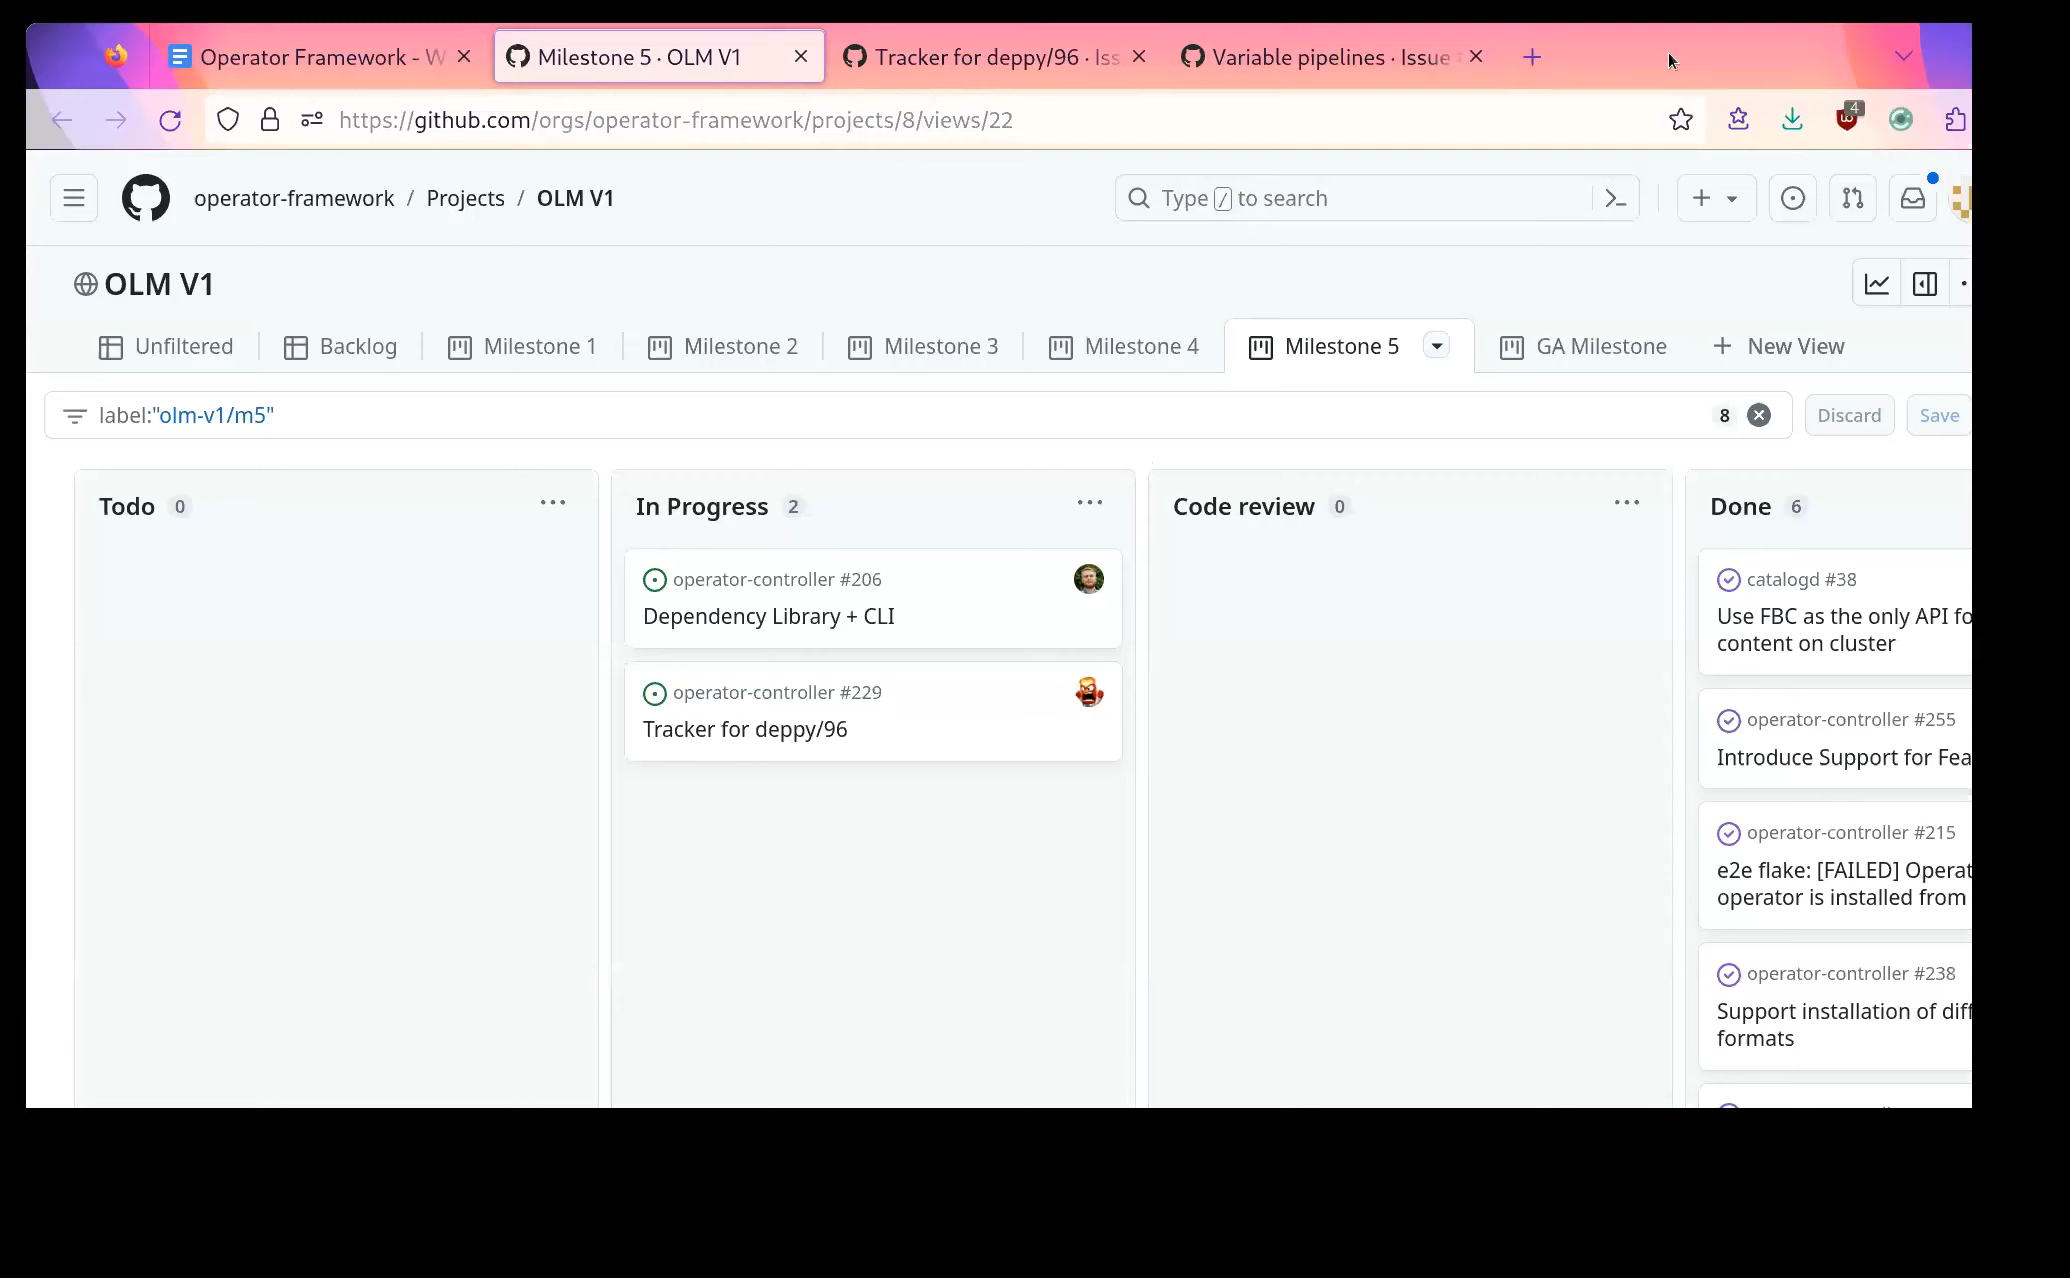 Operator Framework - W
Milestone 5 · OLM V1
Tracker for deppy/96 · Iss
Variable pipelines · Issue
https://github.com/orgs/operator-framework/projects/8/views/22
4
operator-framework / Projects / OLM V1
Type / to search
OLM V1
Unfiltered
Backlog
Milestone 1
Milestone 2
Milestone 3
Milestone 4
Milestone 5
GA Milestone
+ New View
label:"olm-v1/m5"
8
Discard
Save
Todo 0
In Progress 2
Code review 0
Done 6
operator-controller #206
Dependency Library + CLI
operator-controller #229
Tracker for deppy/96
catalogd #38
Use FBC as the only API fo
content on cluster
operator-controller #255
Introduce Support for Fea
operator-controller #215
e2e flake: [FAILED] Operat
operator is installed from
operator-controller #238
Support installation of diff
formats